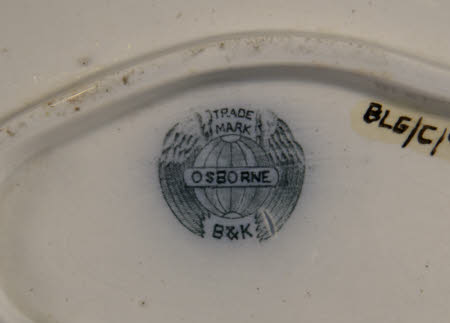 TRADE
MARK
OSBORNE
B&K
BLG/C/